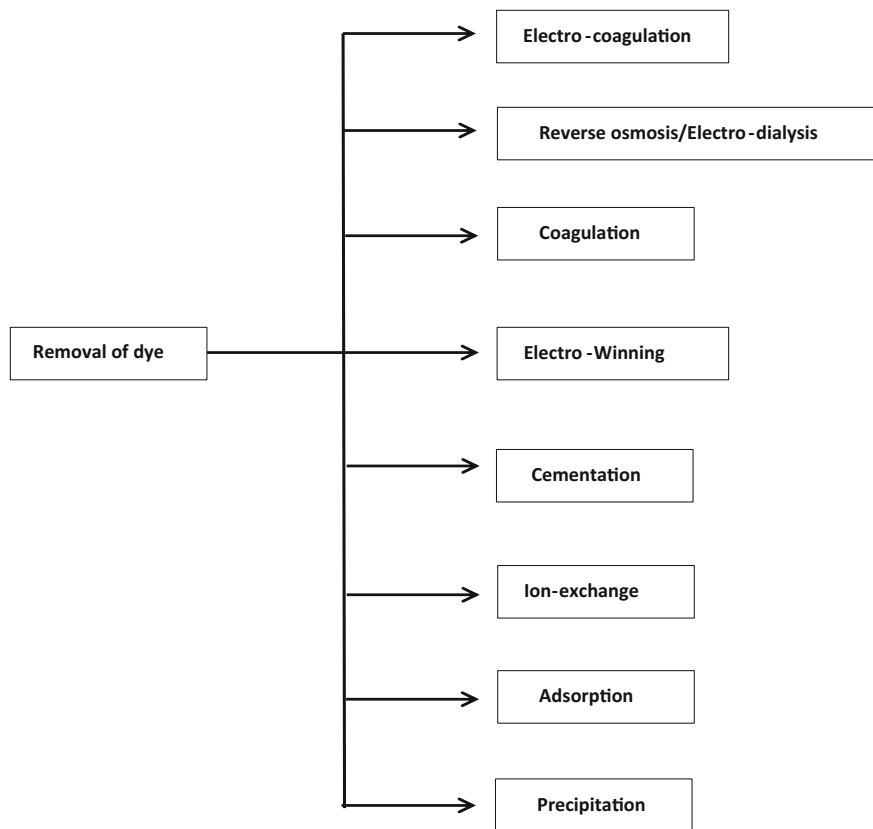 Electro-coagulation
Reverse osmosis/Electro-dialysis
Coagulation
Removal of dye
Electro-Winning
Cementation
Ion-exchange
Adsorption
Precipitation